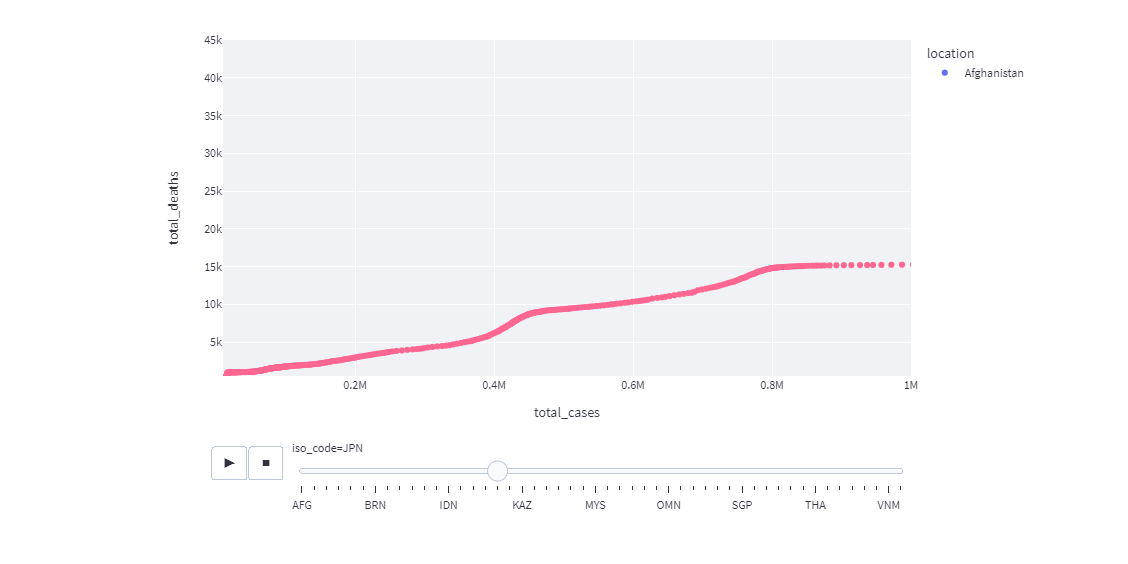 45k
40k
35k
30k
25k
20k
15k
10k
5k
total_deaths
0.2M 0.4M 0.6M 0.8M 1M
total_cases
location
Afghanistan
iso_code=JPN
AFG BRN IDN KAZ MYS OMN SGP THA VNM